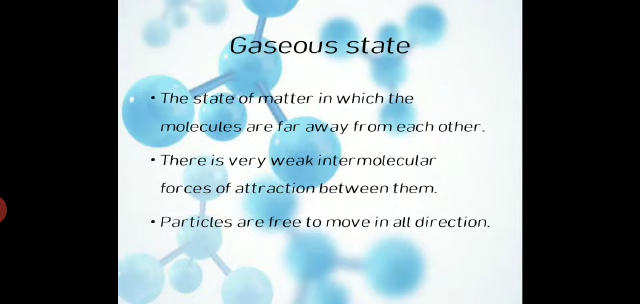 Gaseous state
• The state of matter in which the
molecules are far away from each other.
• There is very weak intermolecular
forces of attraction between them.
• Particles are free to move in all direction.